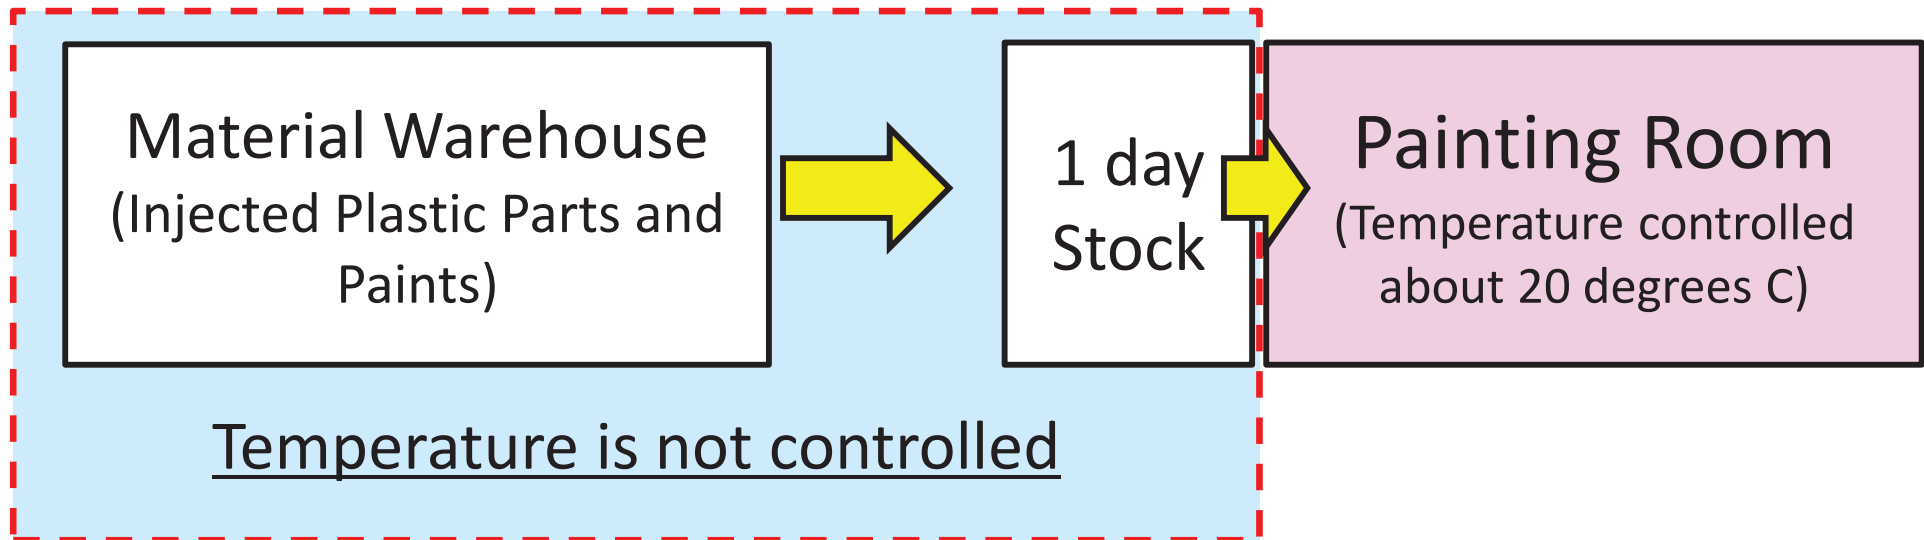 Material Warehouse
(Injected Plastic Parts and
Paints)
1 day
Stock
Painting Room
(Temperature controlled
about 20 degrees C)
Temperature is not controlled